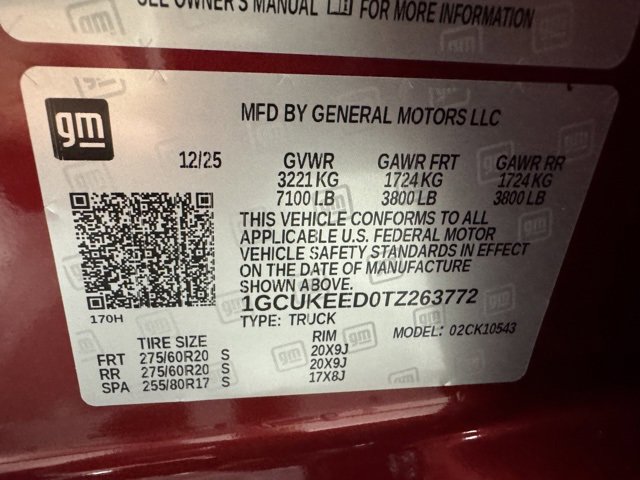 SEE OWNER'S MANUAL FOR MORE INFORMATION
gm
MFD BY GENERAL MOTORS LLC
12/25 GVWR GAWR FRT GAWR RR
3221 KG 1724 KG 1724 KG
7100 LB 3800 LB 3800 LB
THIS VEHICLE CONFORMS TO ALL
APPLICABLE U.S. FEDERAL MOTOR
VEHICLE SAFETY STANDARDS IN EFFECT
ON THE DATE OF MANUFACTURE
SHOWN ABOVE.
1GCUKEED0TZ263772
170H TYPE: TRUCK MODEL: 02CK10543
TIRE SIZE RIM
FRT 275/60R20 S 20X9J
RR 275/60R20 S 20X9J
SPA 255/80R17 S 17X8J